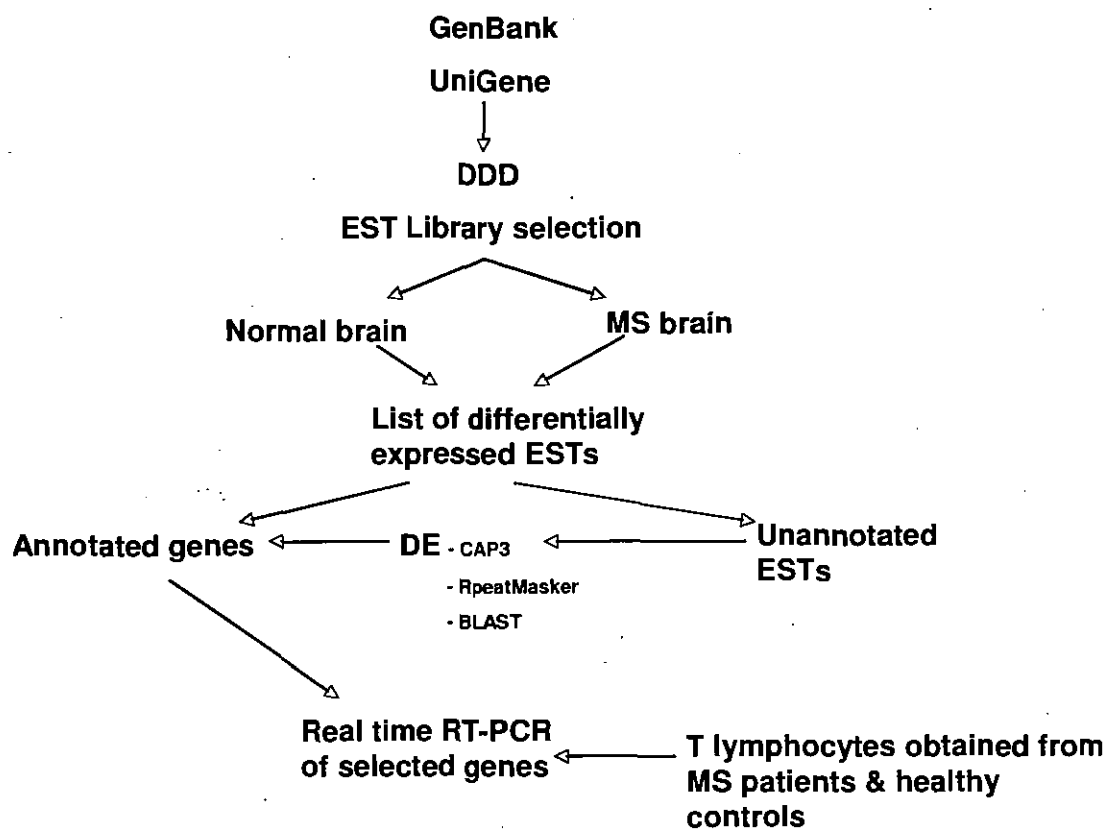 GenBank
UniGene
DDD
EST Library selection
Normal brain
MS brain
List of differentially
expressed ESTs
Annotated genes
DE - CAP3
- RpeatMasker
- BLAST
Unannotated
ESTs
Real time RT-PCR
of selected genes
T lymphocytes obtained from
MS patients & healthy
controls